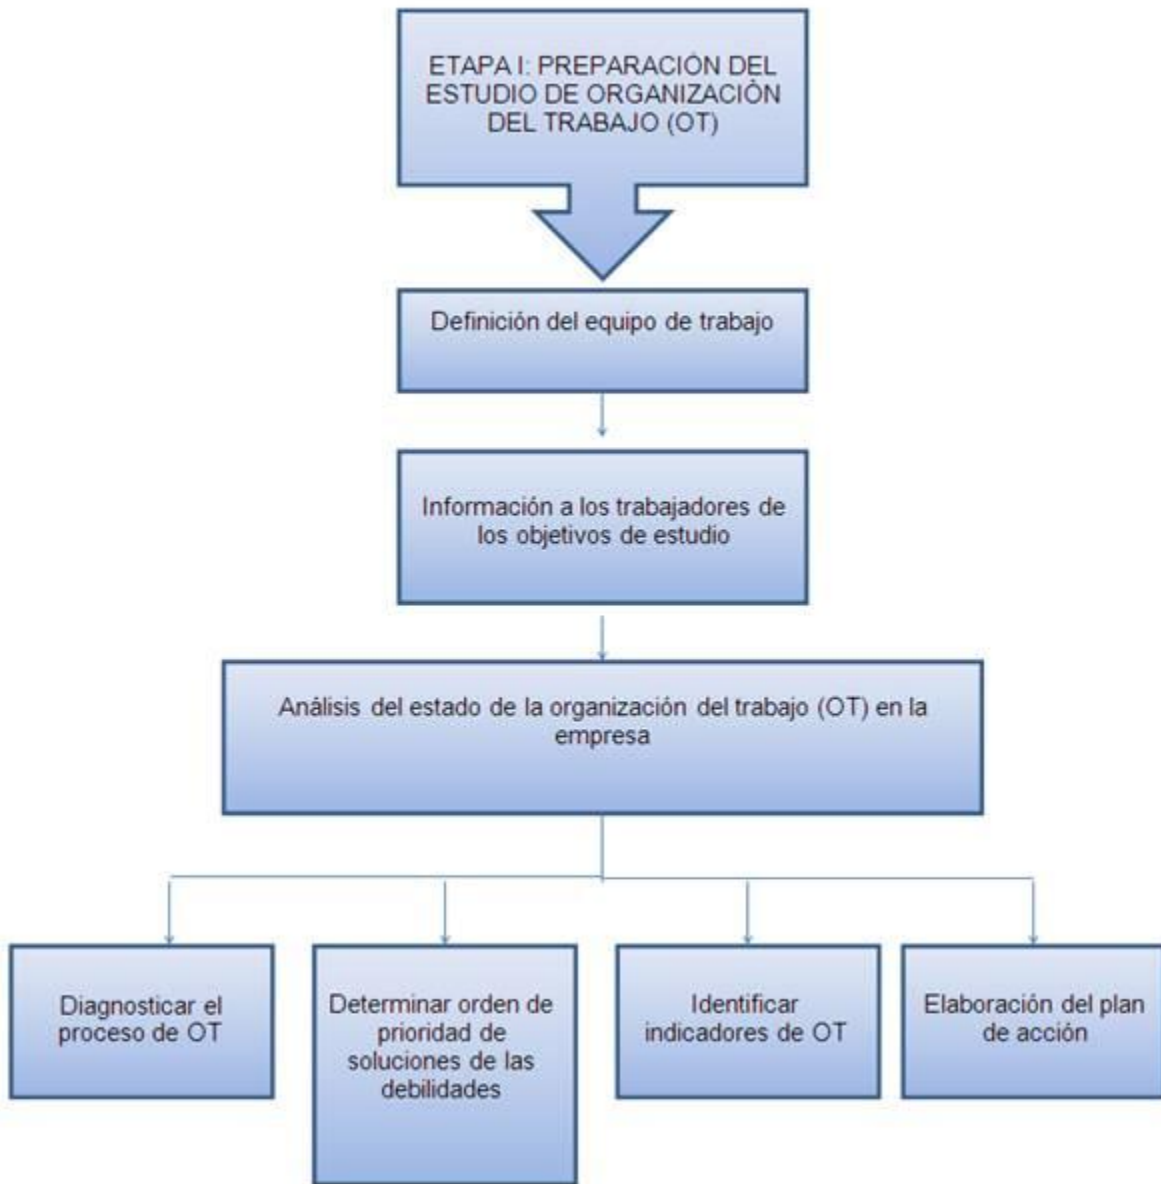 ETAPA I: PREPARACIÓN DEL
ESTUDIO DE ORGANIZACIÓN
DEL TRABAJO (OT)
Definición del equipo de trabajo
Información a los trabajadores de
los objetivos de estudio
Análisis del estado de la organización del trabajo (OT) en la
empresa
Diagnosticar el
proceso de OT
Determinar orden de
prioridad de
soluciones de las
debilidades
Identificar
indicadores de OT
Elaboración del plan
de acción